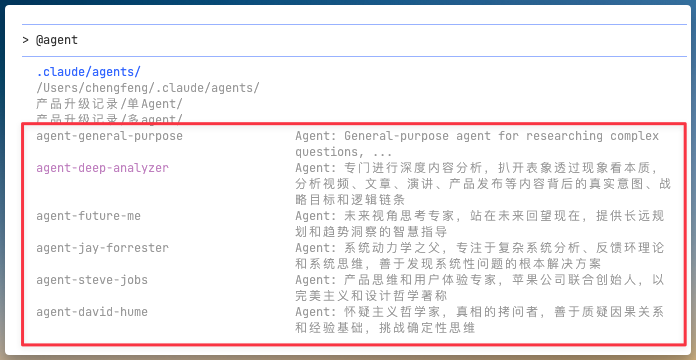 > @agent
.claude/agents/
/Users/chengfeng/.claude/agents/
产品升级记录/单Agent/
产品升级记录/多agent/
agent-general-purpose Agent: General-purpose agent for researching complex
questions, ...
agent-deep-analyzer Agent: 专门进行深度内容分析，扒开表象透过现象看本质，
分析视频、文章、演讲、产品发布等内容背后的真实意图、战
略目标和逻辑链条
agent-future-me Agent: 未来视角思考专家，站在未来回望现在，提供长远规
划和趋势洞察的智慧指导
agent-jay-forrester Agent: 系统动力学之父，专注于复杂系统分析、反馈环理论
和系统思维，善于发现系统性问题的根本解决方案
agent-steve-jobs Agent: 产品思维和用户体验专家，苹果公司联合创始人，以
完美主义和设计哲学著称
agent-david-hume Agent: 怀疑主义哲学家，真相的拷问者，善于质疑因果关系
和经验基础，挑战确定性思维